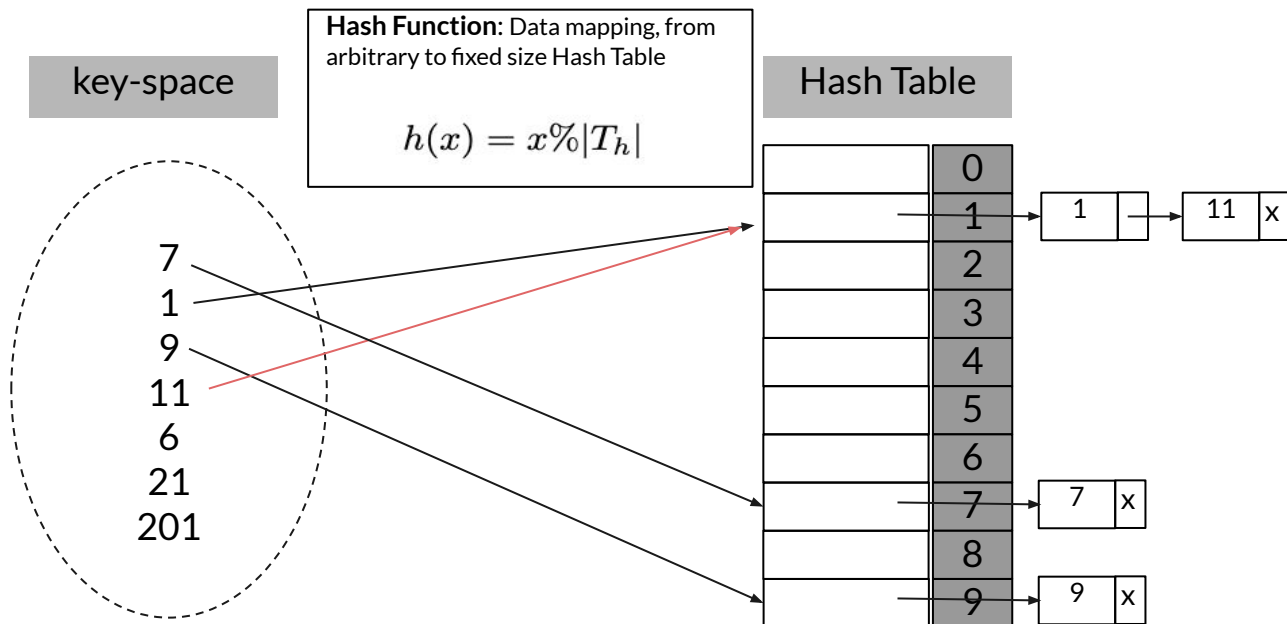 Hash Function: Data mapping, from
arbitrary to fixed size Hash Table
h(x) = x%|T_h|
key-space
7
1
9
11
6
21
201
Hash Table
0
1
2
3
4
5
6
7
8
9
1
11 x
7 x
9 x